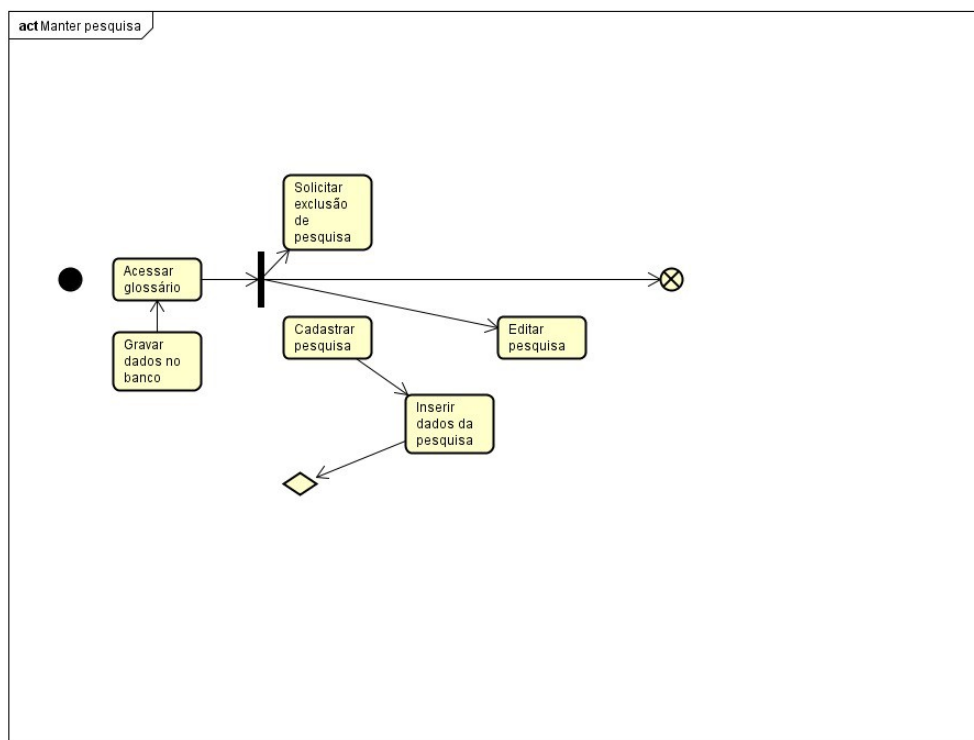 act Manter pesquisa
Solicitar
exclusão
de
pesquisa
Acessar
glossário
Gravar
dados no
banco
Cadastrar
pesquisa
Editar
pesquisa
Inserir
dados da
pesquisa